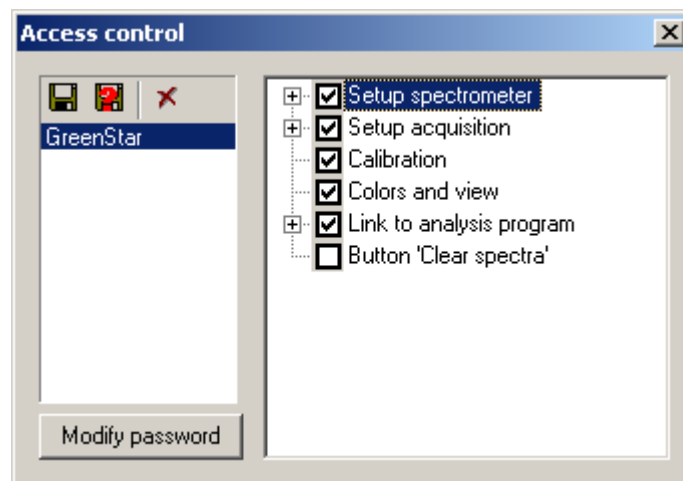 Access control
GreenStar
Modify password
Setup spectrometer
Setup acquisition
Calibration
Colors and view
Link to analysis program
Button 'Clear spectra'